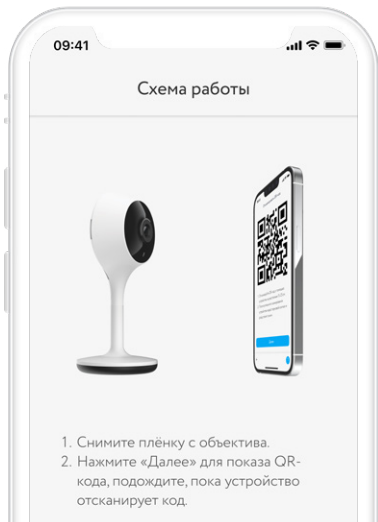 09:41
Схема работы
1. Снимите плёнку с объектива.
2. Нажмите «Далее» для показа QR-
кода, подождите, пока устройство
отсканирует код.